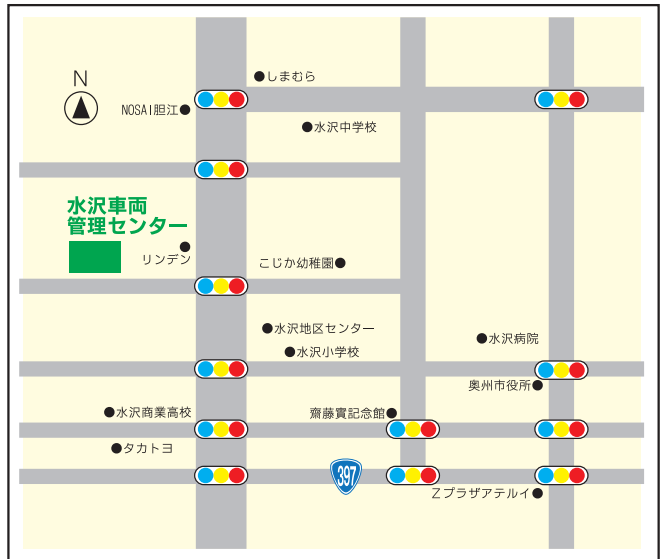 しまむら
N
NOSAI胆江
水沢中学校
水沢車両
管理センター
リンデン
こじか幼稚園
水沢地区センター
水沢病院
水沢小学校
奥州市役所
水沢商業高校
齋藤實記念館
タカトヨ
397
Zプラザアテルイ